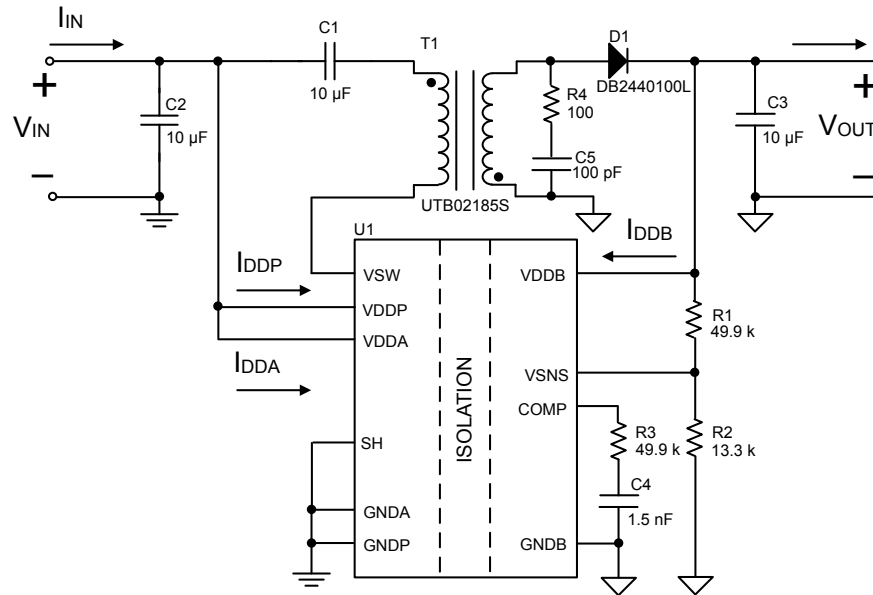 IIN
C1
T1
D1
+
C2
10 µF
10 µF
R4
100
DB2440100L
C3
10 µF
+
VIN
VOUT
C5
100 pF
–
–
UTB02185S
U1
IDDB
IDDP
VSW
VDDB
VDDP
R1
49.9 k
VDDA
IDDA
VSNS
COMP
ISOLATION
SH
R3
49.9 k
R2
13.3 k
C4
1.5 nF
GNDA
GNDP
GNDB